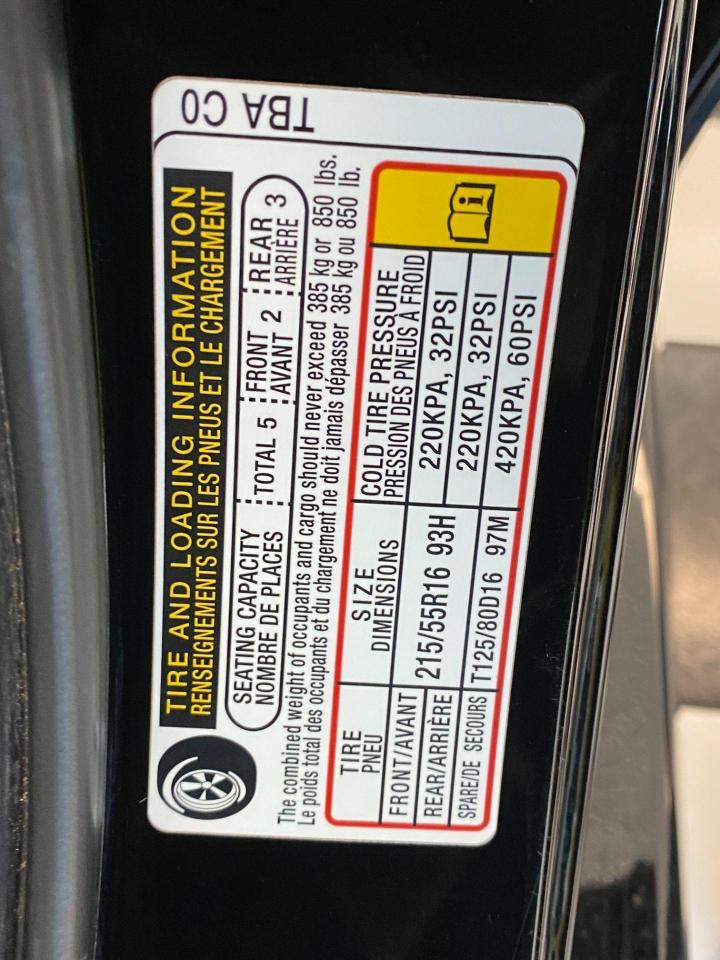 TBA C0
TIRE AND LOADING INFORMATION
RENSEIGNEMENTS SUR LES PNEUS ET LE CHARGEMENT
SEATING CAPACITY TOTAL 5 FRONT 2 REAR 3
NOMBRE DE PLACES AVANT ARRIÈRE
The combined weight of occupants and cargo should never exceed 385 kg or 850 lbs.
Le poids total des occupants et du chargement ne doit jamais dépasser 385 kg ou 850 lb.
TIRE SIZE COLD TIRE PRESSURE
PNEU DIMENSIONS PRESSION DES PNEUS À FROID
FRONT/AVANT 215/55R16 93H 220KPA, 32PSI
REAR/ARRIÈRE 220KPA, 32PSI
SPARE/DE SECOURS T125/80D16 97M 420KPA, 60PSI